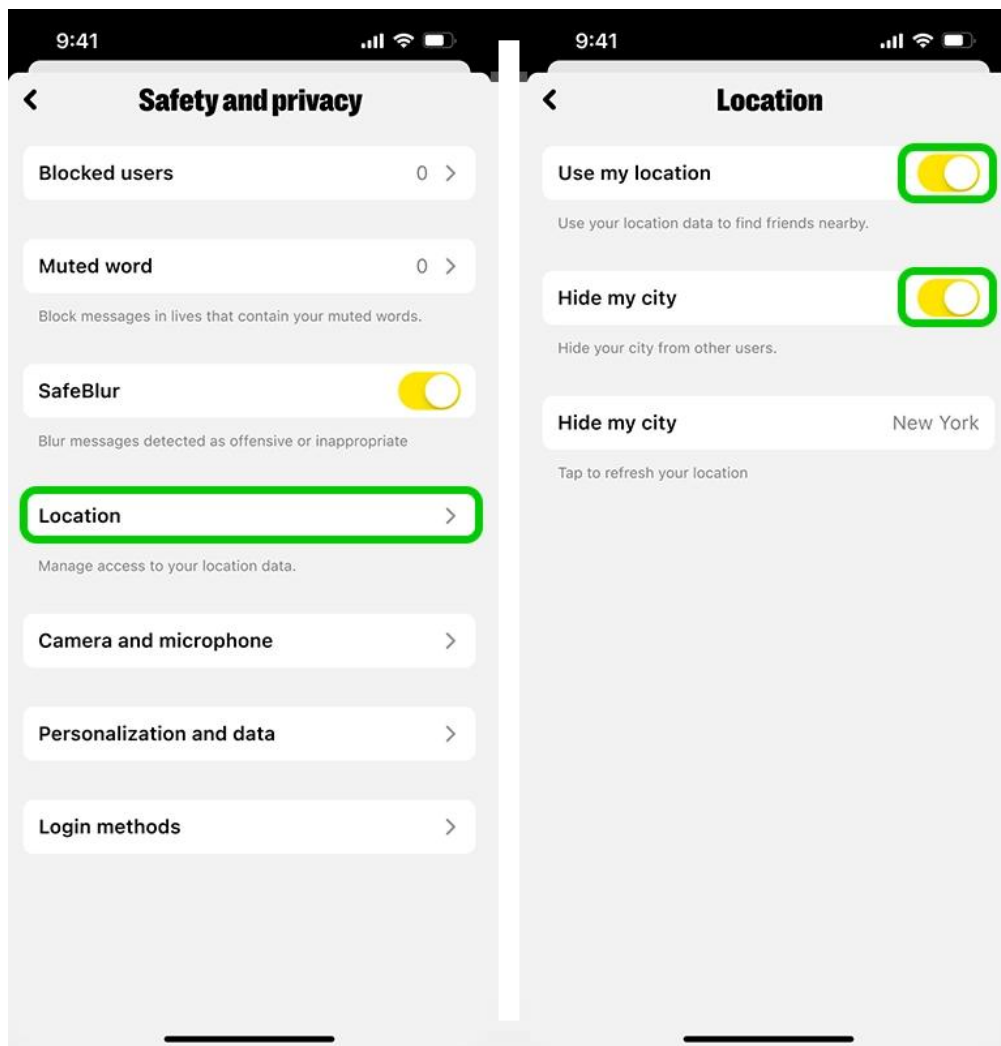 9:41
Safety and privacy
Blocked users 0
Muted word 0
Block messages in lives that contain your muted words.
SafeBlur
Blur messages detected as offensive or inappropriate
Location
Manage access to your location data.
Camera and microphone
Personalization and data
Login methods
9:41
Location
Use my location
Use your location data to find friends nearby.
Hide my city
Hide your city from other users.
Hide my city New York
Tap to refresh your location